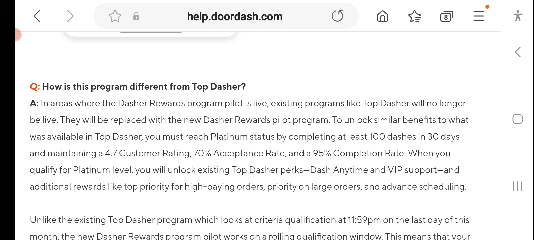 help.doordash.com
8
Q: How is this program different from Top Dasher?
A: In areas where the Dasher Rewards program pilot is live, existing programs like Top Dasher will no longer
be live. They will be replaced with the new Dasher Rewards pilot program. To unlock similar benefits to what
was available in Top Dasher, you must reach Platinum status by completing at least 100 dashes in 30 days
and maintaining a 4.7 Customer Rating, 70% Acceptance Rate, and a 95% Completion Rate. When you
qualify for Platinum level, you will unlock existing Top Dasher perks—Dash Anytime and VIP support—and
additional rewards like top priority for high-paying orders, priority on large orders, and advance scheduling.
Unlike the existing Top Dasher program which looks at criteria qualification at 11:59pm on the last day of this
month, the new Dasher Rewards program pilot works on a rolling qualification window. This means that your